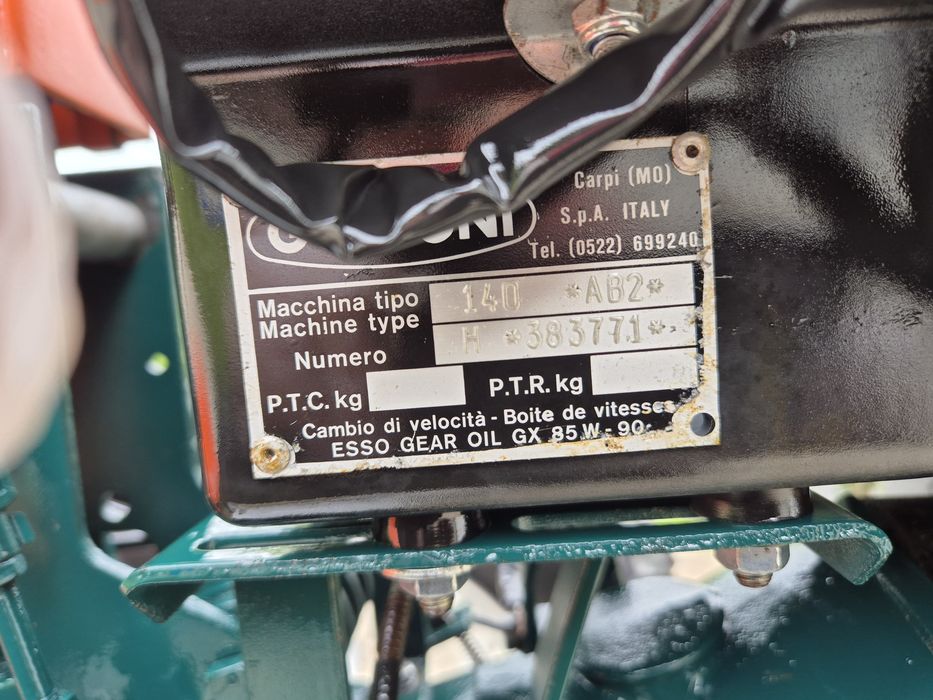 Carpi (MO)
S.p.A. ITALY
Tel. (0522) 699240
Macchina tipo 140 *AB2*
Machine type H *383771*
Numero
P.T.C. kg P.T.R. kg
Cambio di velocità - Boite de vitesses
ESSO GEAR OIL GX 85 W - 90